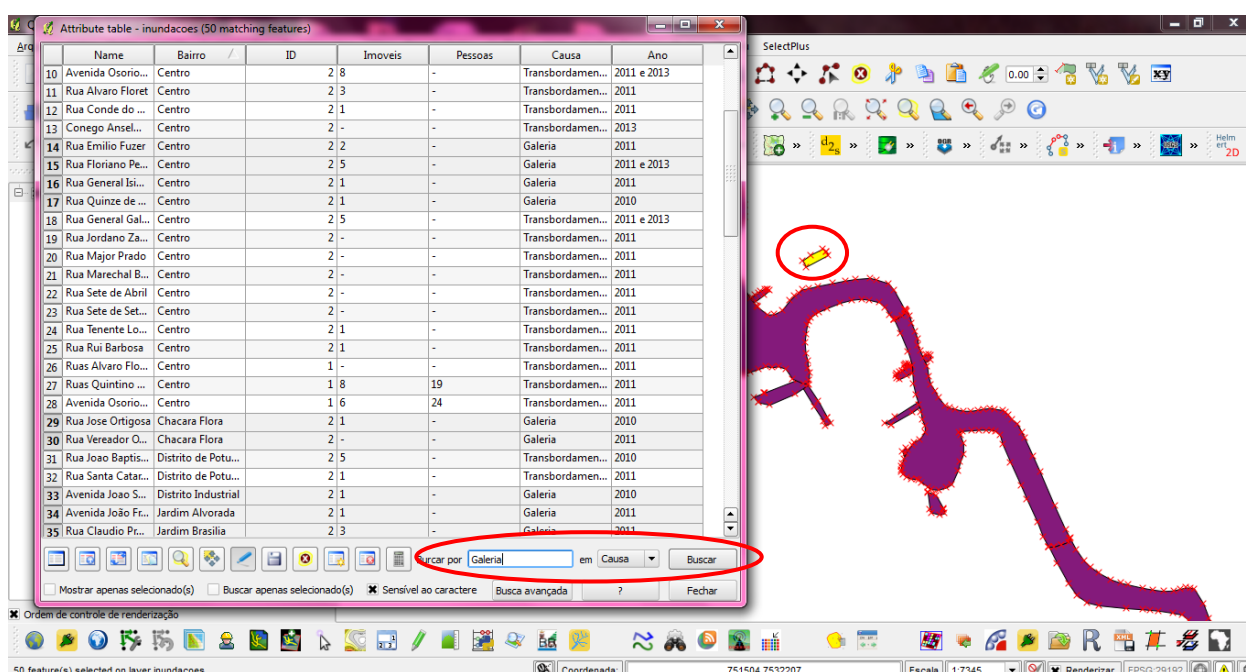 Attribute table - inundacoes (50 matching features)
Arq
SelectPlus
Name Bairro ID Imoveis Pessoas Causa Ano
10 Avenida Osorio... Centro 2 8 - Transbordamen... 2011 e 2013
11 Rua Alvaro Floret Centro 2 3 - Transbordamen... 2011
12 Rua Conde do ... Centro 2 1 - Transbordamen... 2011
13 Conego Ansel... Centro 2 - - Transbordamen... 2013
14 Rua Emilio Fuzer Centro 2 2 - Galeria 2011
15 Rua Floriano Pe... Centro 2 5 - Galeria 2011 e 2013
16 Rua General Isi... Centro 2 1 - Galeria 2011
17 Rua Quinze de ... Centro 2 1 - Galeria 2010
18 Rua General Gal... Centro 2 5 - Transbordamen... 2011 e 2013
19 Rua Jordano Za... Centro 2 - - Transbordamen... 2011
20 Rua Major Prado Centro 2 - - Transbordamen... 2011
21 Rua Marechal B... Centro 2 - - Transbordamen... 2011
22 Rua Sete de Abril Centro 2 - - Transbordamen... 2011
23 Rua Sete de Set... Centro 2 - - Transbordamen... 2011
24 Rua Tenente Lo... Centro 2 1 - Transbordamen... 2011
25 Rua Rui Barbosa Centro 2 1 - Transbordamen... 2011
26 Ruas Alvaro Flo... Centro 1 - - Transbordamen... 2011
27 Ruas Quintino ... Centro 1 8 19 Transbordamen... 2011
28 Avenida Osorio... Centro 1 6 24 Transbordamen... 2011
29 Rua Jose Ortigosa Chacara Flora 2 1 - Galeria 2010
30 Rua Vereador O... Chacara Flora 2 - - Galeria 2011
31 Rua Joao Baptis... Distrito de Potu... 2 5 - Transbordamen... 2011
32 Rua Santa Catar... Distrito de Potu... 2 1 - Transbordamen... 2011
33 Avenida Joao S... Distrito Industrial 2 1 - Galeria 2010
34 Avenida João Fr... Jardim Alvorada 2 1 - Galeria 2011
35 Rua Claudio Pr... Jardim Brasilia 2 3 - Galeria 2011
0.00
xy
d2s
OGR
Helm
ert 2D
por Galeria em Causa Buscar
Mostrar apenas selecionado(s) Buscar apenas selecionado(s) Sensível ao caractere Busca avançada ? Fechar
Ordem de controle de renderização
R
50 feature(s) selected on layer inundacoes Coordenada: 751504,7532207 Escala 1:7345 Renderizar EPSG:29192